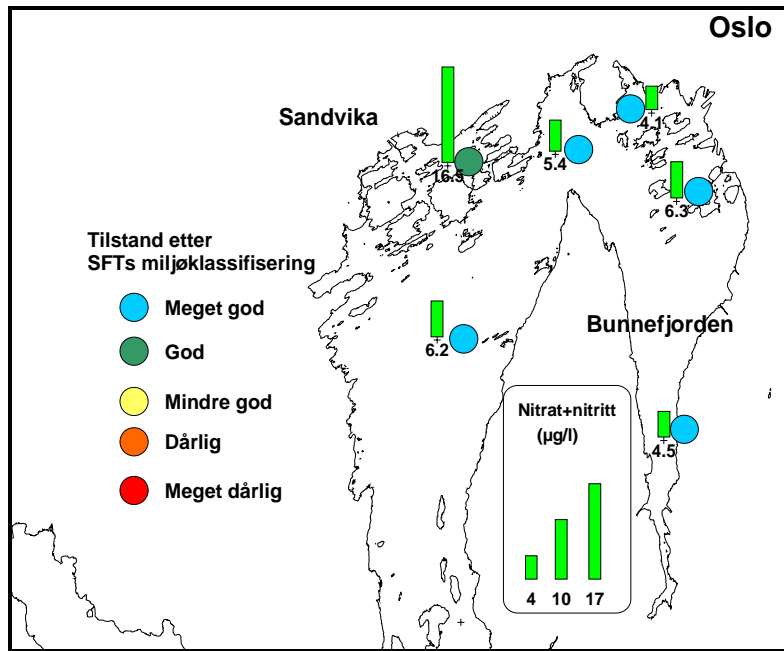 Oslo
Sandvika
4.1
5.4
16.5
6.3
Tilstand etter
SFTs miljøklassifisering
Meget god
God
Mindre god
Dårlig
Meget dårlig
6.2
Bunnefjorden
4.5
Nitrat+nitritt
(µg/l)
4 10 17